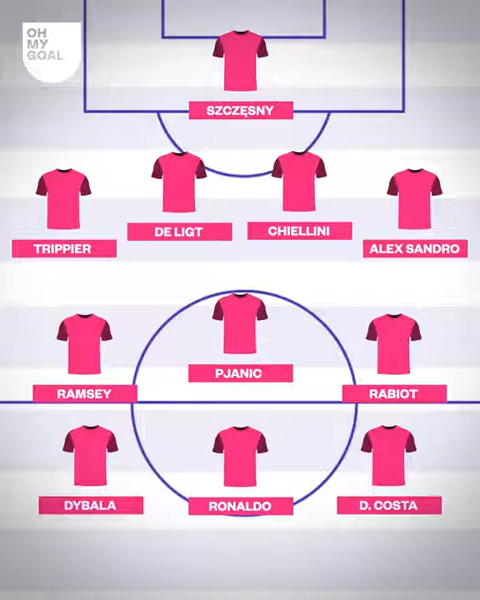 OH
MY
GOAL
SZCZĘSNY
DE LIGT
CHIELLINI
TRIPPIER
ALEX SANDRO
PJANIC
RAMSEY
RABIOT
DYBALA
RONALDO
D. COSTA